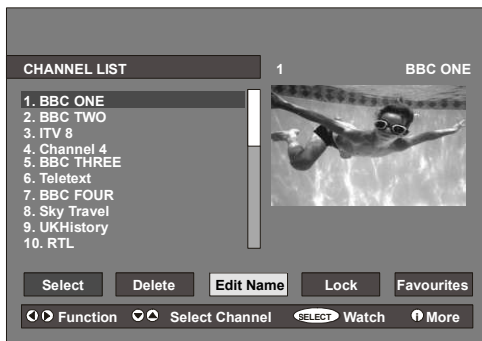 CHANNEL LIST
1 BBC ONE
1. BBC ONE
2. BBC TWO
3. ITV 8
4. Channel 4
5. BBC THREE
6. Teletext
7. BBC FOUR
8. Sky Travel
9. UKHistory
10. RTL
Select Delete Edit Name Lock Favourites
Function Select Channel SELECT Watch i More